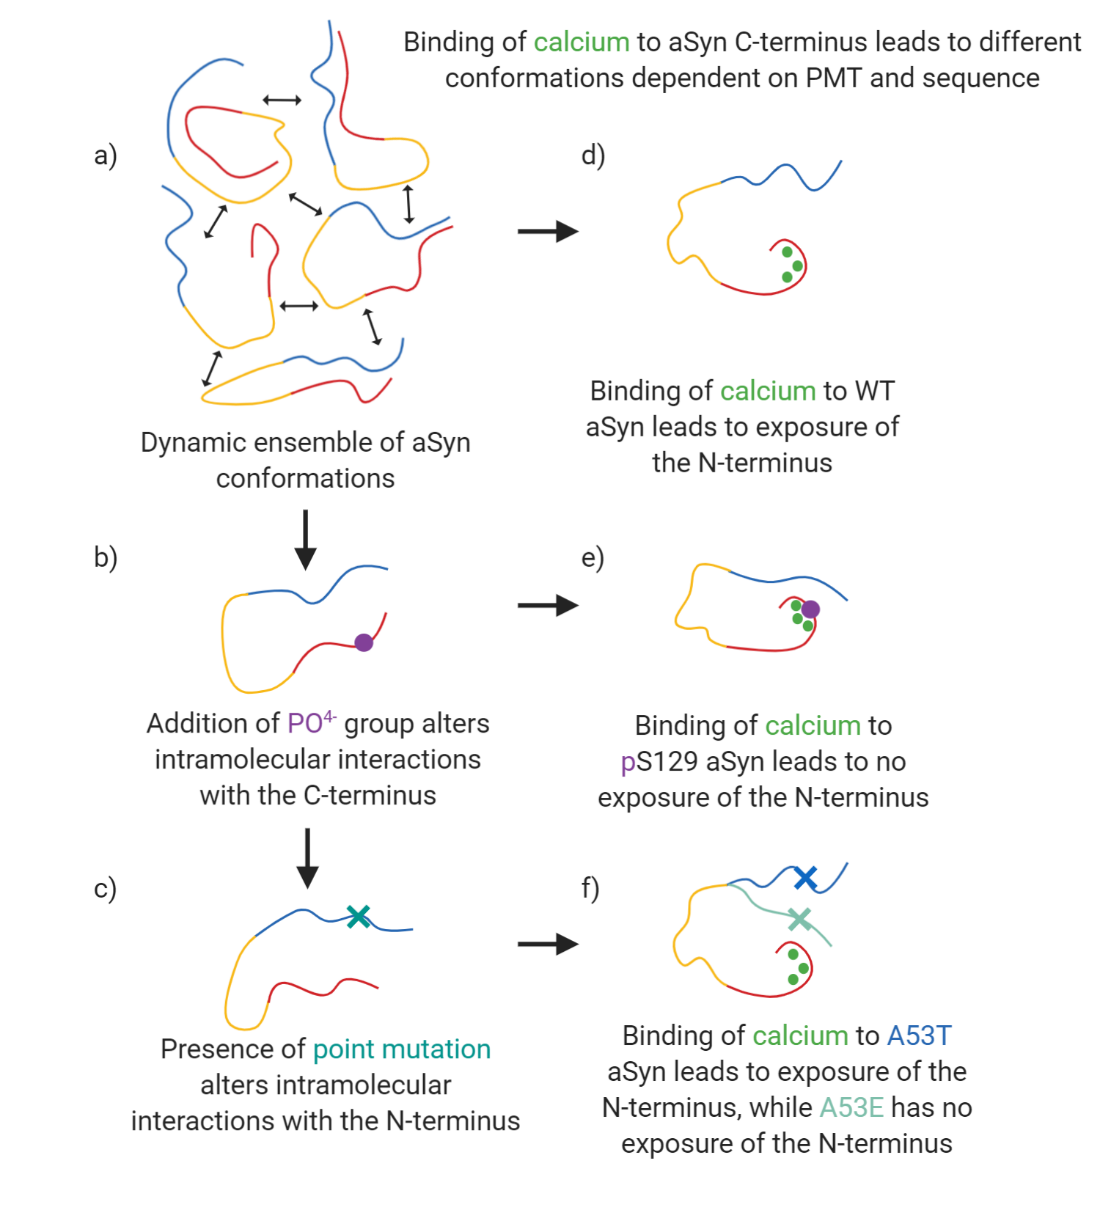 Binding of calcium to aSyn C-terminus leads to different
conformations dependent on PMT and sequence
a)
Dynamic ensemble of aSyn
conformations
d)
Binding of calcium to WT
aSyn leads to exposure of
the N-terminus
b)
Addition of PO⁴⁻ group alters
intramolecular interactions
with the C-terminus
e)
Binding of calcium to
pS129 aSyn leads to no
exposure of the N-terminus
c)
Presence of point mutation
alters intramolecular
interactions with the N-terminus
f)
Binding of calcium to A53T
aSyn leads to exposure of the
N-terminus, while A53E has no
exposure of the N-terminus